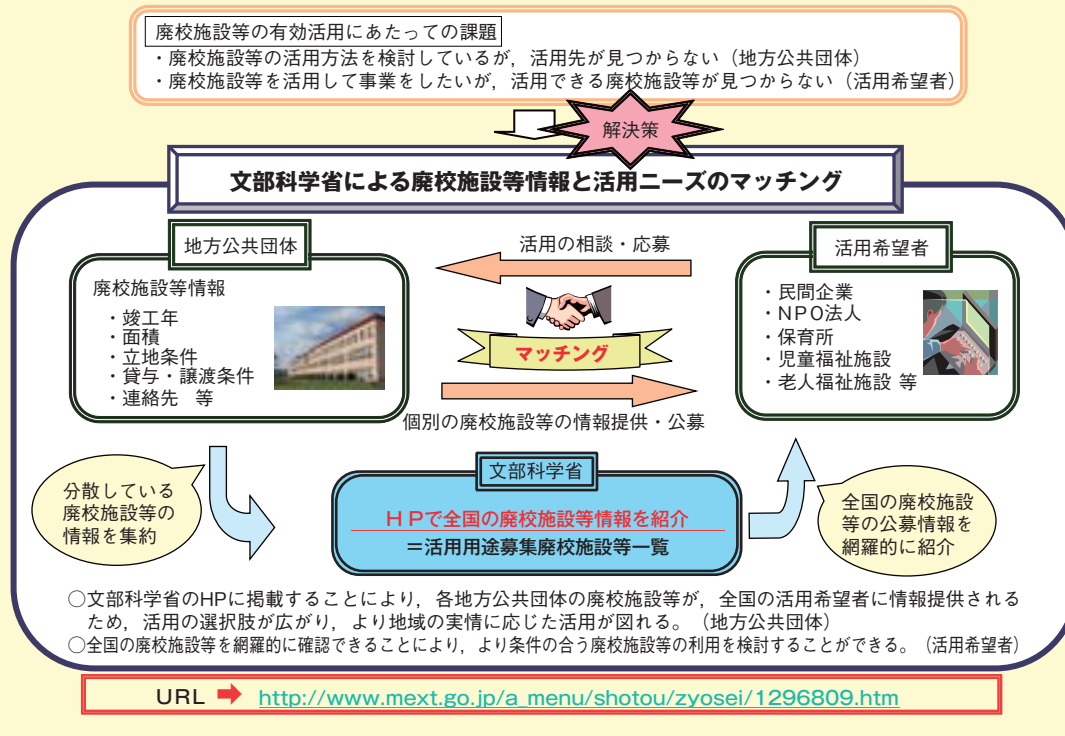 廃校施設等の有効活用にあたっての課題
・廃校施設等の活用方法を検討しているが，活用先が見つからない（地方公共団体）
・廃校施設等を活用して事業をしたいが，活用できる廃校施設等が見つからない（活用希望者）
解決策
文部科学省による廃校施設等情報と活用ニーズのマッチング
地方公共団体
廃校施設等情報
・竣工年
・面積
・立地条件
・貸与・譲渡条件
・連絡先　等
活用の相談・応募
マッチング
個別の廃校施設等の情報提供・公募
活用希望者
・民間企業
・NPO法人
・保育所
・児童福祉施設
・老人福祉施設 等
分散している
廃校施設等の
情報を集約
文部科学省
ＨＰで全国の廃校施設等情報を紹介
＝活用用途募集廃校施設等一覧
全国の廃校施設
等の公募情報を
網羅的に紹介
○文部科学省のHPに掲載することにより，各地方公共団体の廃校施設等が，全国の活用希望者に情報提供される
ため，活用の選択肢が広がり，より地域の実情に応じた活用が図れる。（地方公共団体）
○全国の廃校施設等を網羅的に確認できることにより，より条件の合う廃校施設等の利用を検討することができる。（活用希望者）
URL ➡ http://www.mext.go.jp/a_menu/shotou/zyosei/1296809.htm